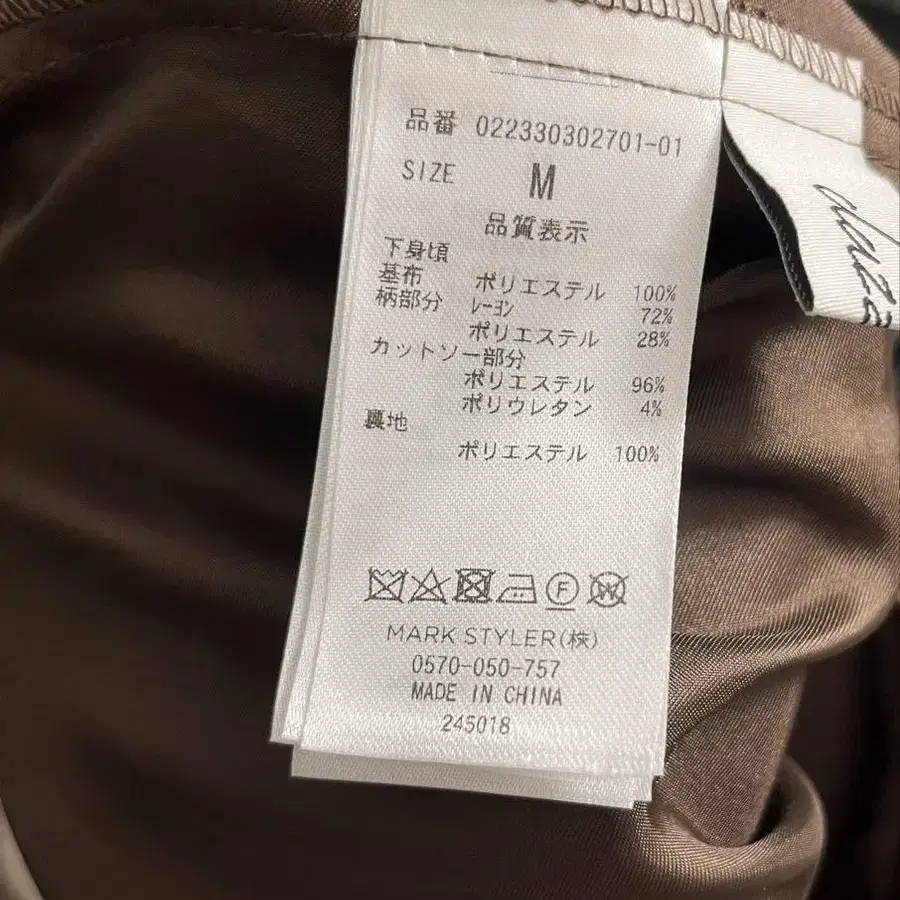 品番 022330302701-01
SIZE M
品質表示
下身頃
基布 ポリエステル 100%
柄部分 レーヨン 72%
ポリエステル 28%
カットソー部分
ポリエステル 96%
ポリウレタン 4%
裏地
ポリエステル 100%
F W
MARK STYLER(株)
0570-050-757
MADE IN CHINA
245018